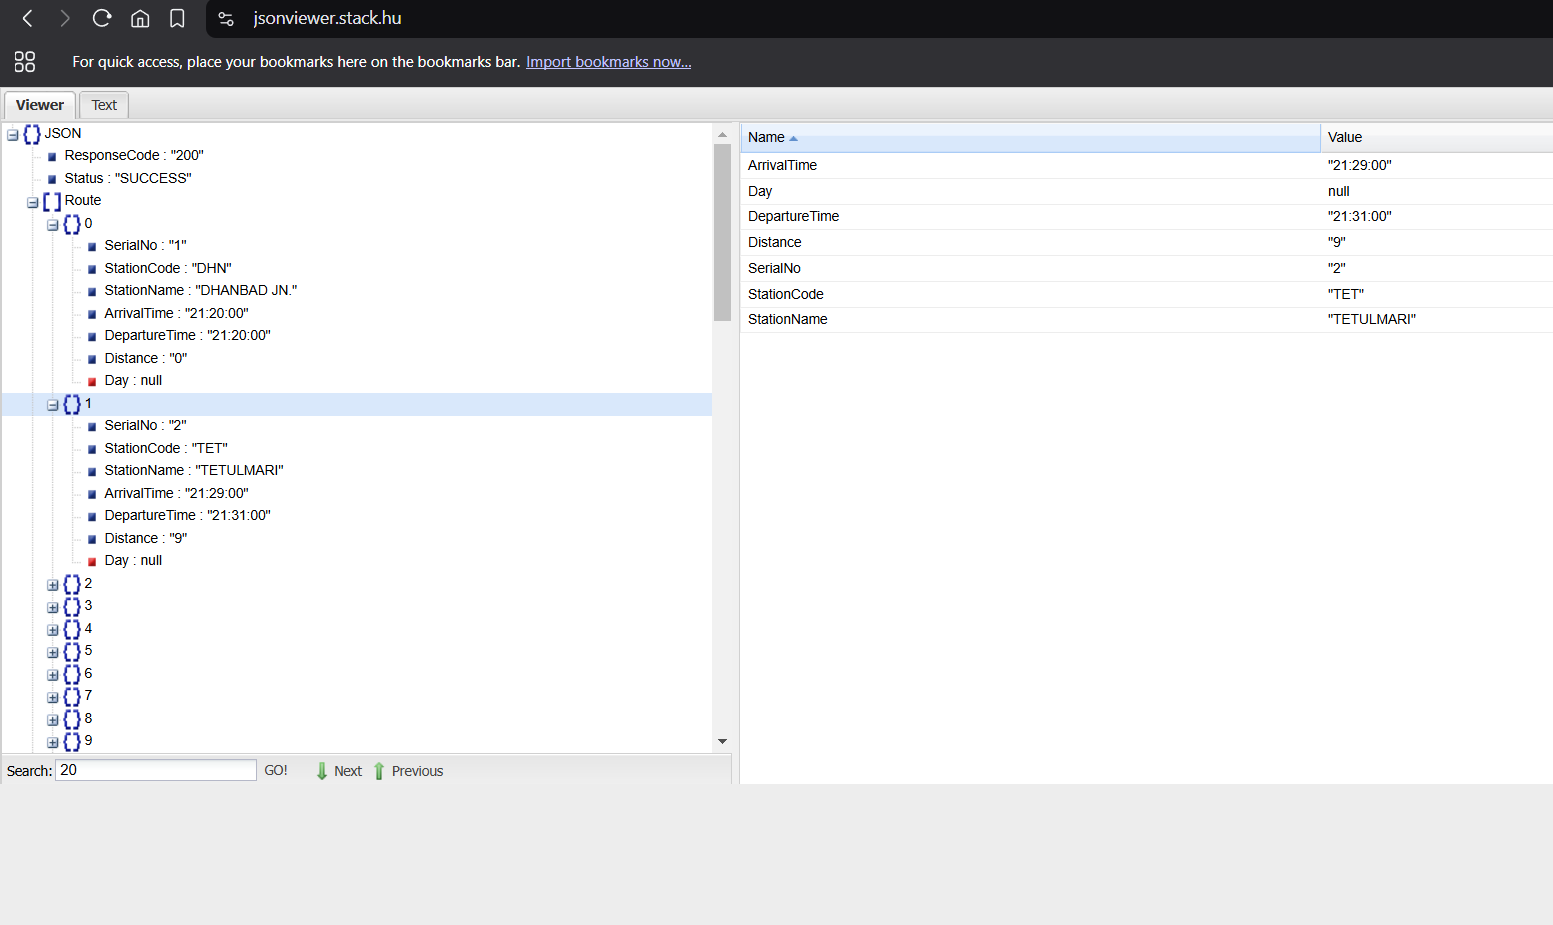 jsonviewer.stack.hu
For quick access, place your bookmarks here on the bookmarks bar. Import bookmarks now...
Viewer Text
JSON
ResponseCode : "200"
Status : "SUCCESS"
Route
0
SerialNo : "1"
StationCode : "DHN"
StationName : "DHANBAD JN."
ArrivalTime : "21:20:00"
DepartureTime : "21:20:00"
Distance : "0"
Day : null
1
SerialNo : "2"
StationCode : "TET"
StationName : "TETULMARI"
ArrivalTime : "21:29:00"
DepartureTime : "21:31:00"
Distance : "9"
Day : null
2
3
4
5
6
7
8
9
Search: 20 GO! Next Previous
Name Value
ArrivalTime "21:29:00"
Day null
DepartureTime "21:31:00"
Distance "9"
SerialNo "2"
StationCode "TET"
StationName "TETULMARI"